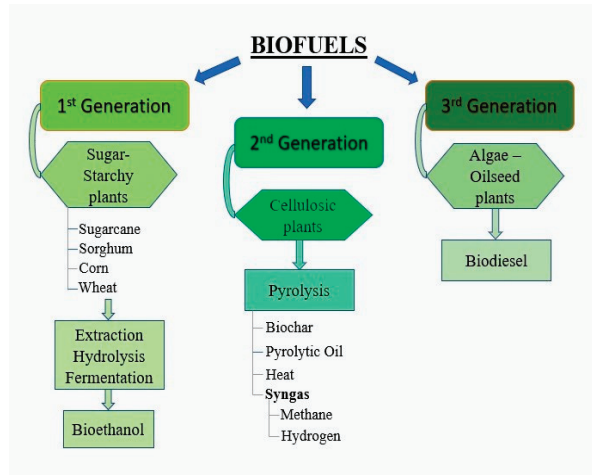 BIOFUELS
1st Generation
Sugar-
Starchy
plants
Sugarcane
Sorghum
Corn
Wheat
Extraction
Hydrolysis
Fermentation
Bioethanol
2nd Generation
Cellulosic
plants
Pyrolysis
Biochar
Pyrolytic Oil
Heat
Syngas
Methane
Hydrogen
3rd Generation
Algae –
Oilseed
plants
Biodiesel